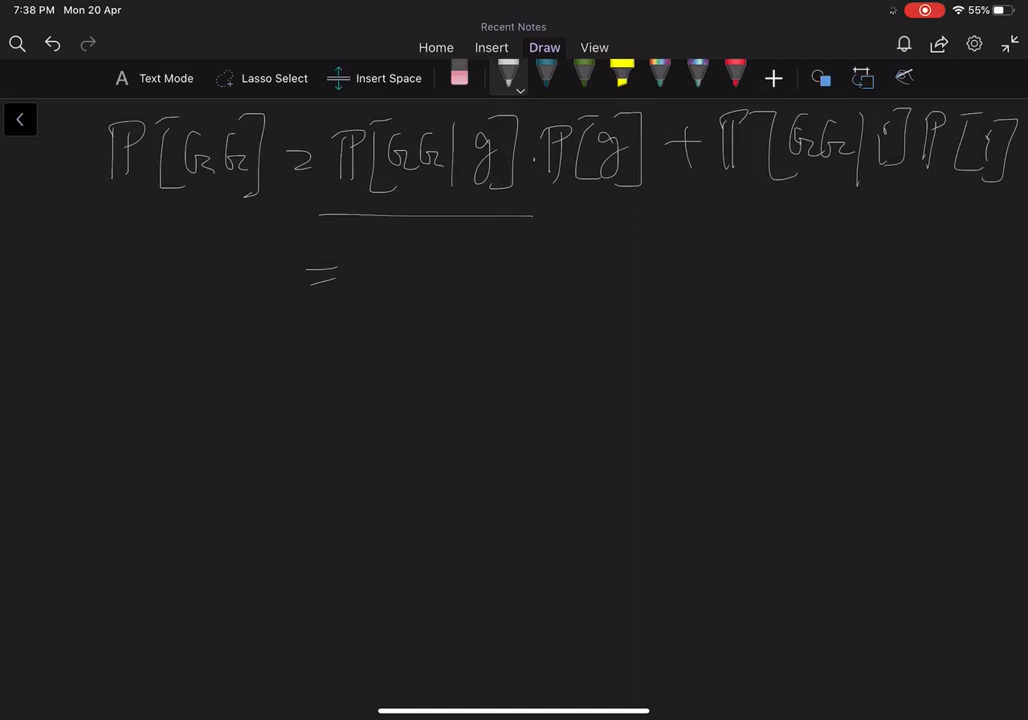 7:38 PM Mon 20 Apr 55%
Recent Notes
Home Insert Draw View
A Text Mode Lasso Select Insert Space
ℙ[GG] = ℙ[GG|g].ℙ[g] + ℙ[GG|i]ℙ[i]
=